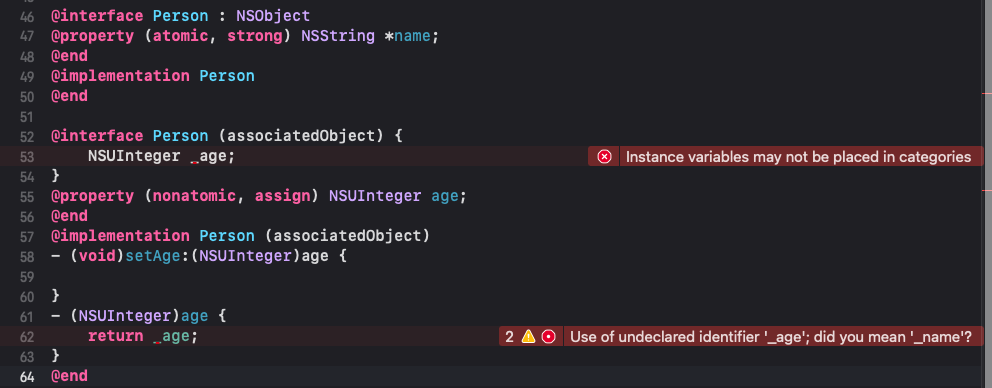 46 @interface Person : NSObject
47 @property (atomic, strong) NSString *name;
48 @end
49 @implementation Person
50 @end
51
52 @interface Person (associatedObject) {
53     NSUInteger _age; Instance variables may not be placed in categories
54 }
55 @property (nonatomic, assign) NSUInteger age;
56 @end
57 @implementation Person (associatedObject)
58 - (void)setAge:(NSUInteger)age {
59
60 }
61 - (NSUInteger)age {
62     return _age; 2 Use of undeclared identifier '_age'; did you mean '_name'?
63 }
64 @end